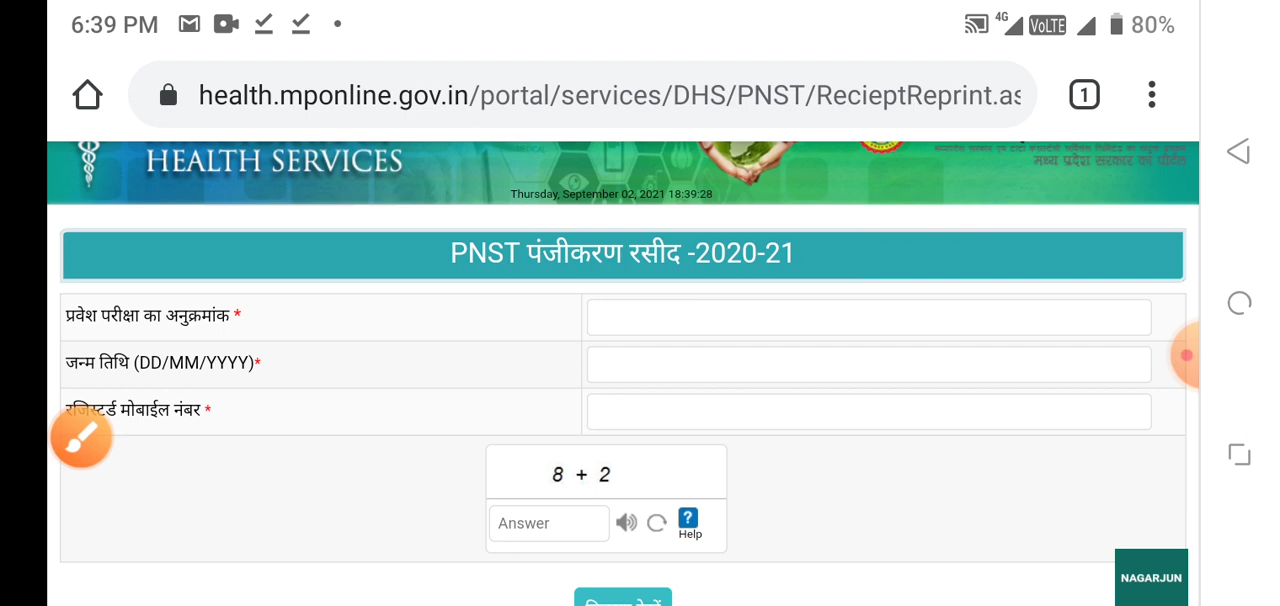 6:39 PM 4G VoLTE 80%
health.mponline.gov.in/portal/services/DHS/PNST/RecieptReprint.as
1
HEALTH SERVICES
मध्य प्रदेश सरकार का पोर्टल
Thursday, September 02, 2021 18:39:28
PNST पंजीकरण रसीद -2020-21
प्रवेश परीक्षा का अनुक्रमांक *
जन्म तिथि (DD/MM/YYYY)*
रजिस्टर्ड मोबाईल नंबर *
8 + 2
Answer ? Help
NAGARJUN